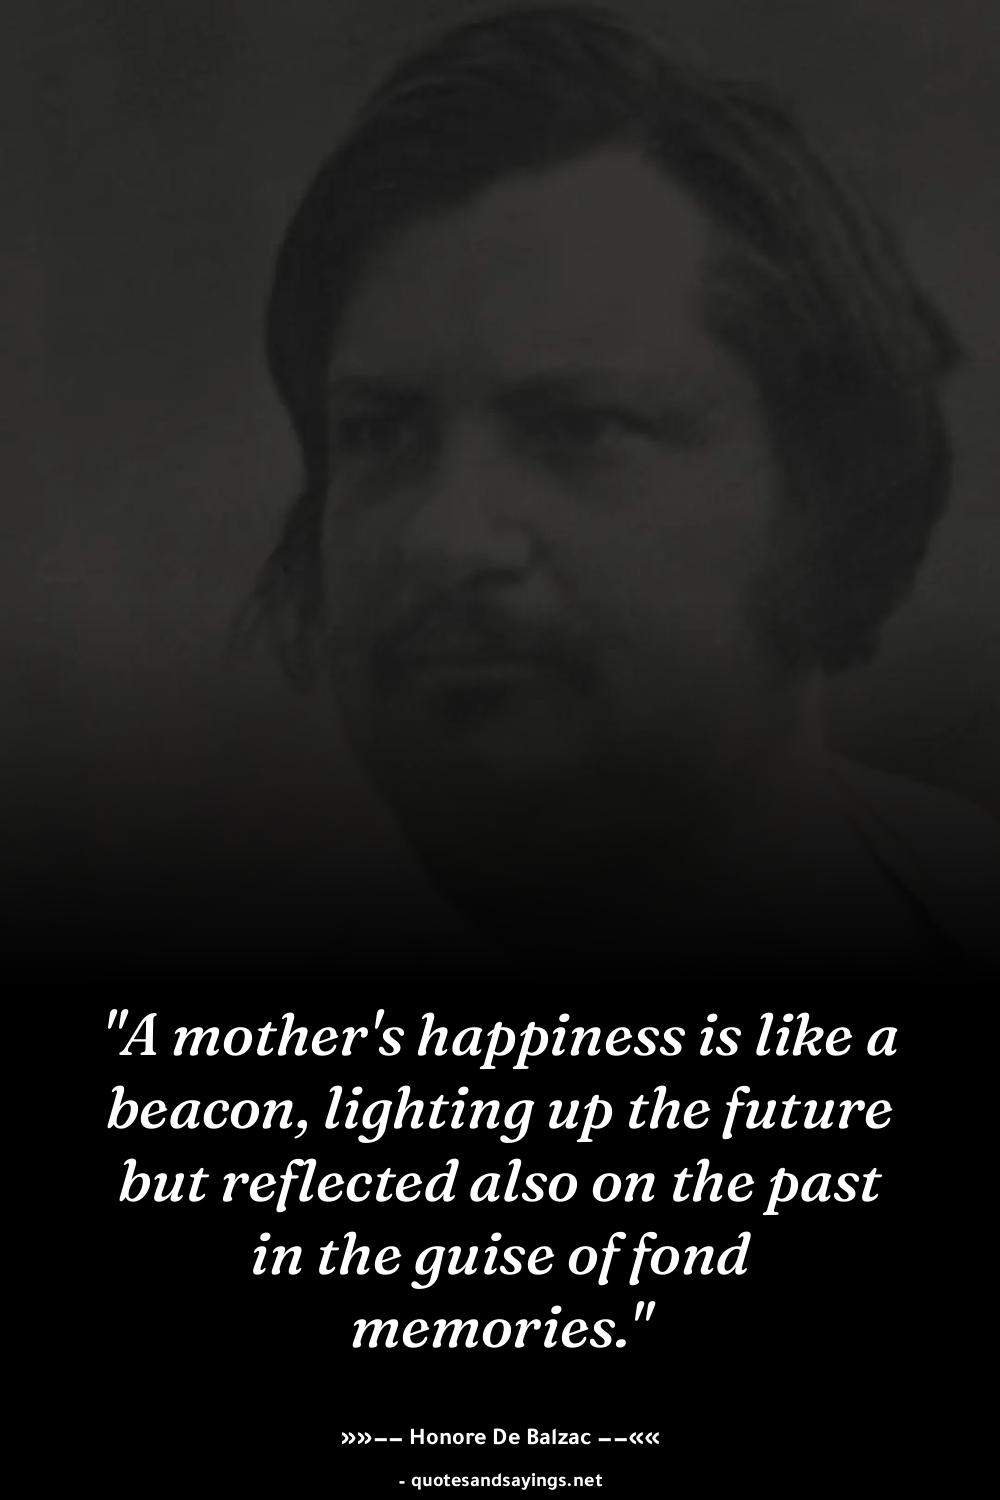 "A mother's happiness is like a
beacon, lighting up the future
but reflected also on the past
in the guise of fond
memories."
»»−− Honore De Balzac −−««
- quotesandsayings.net